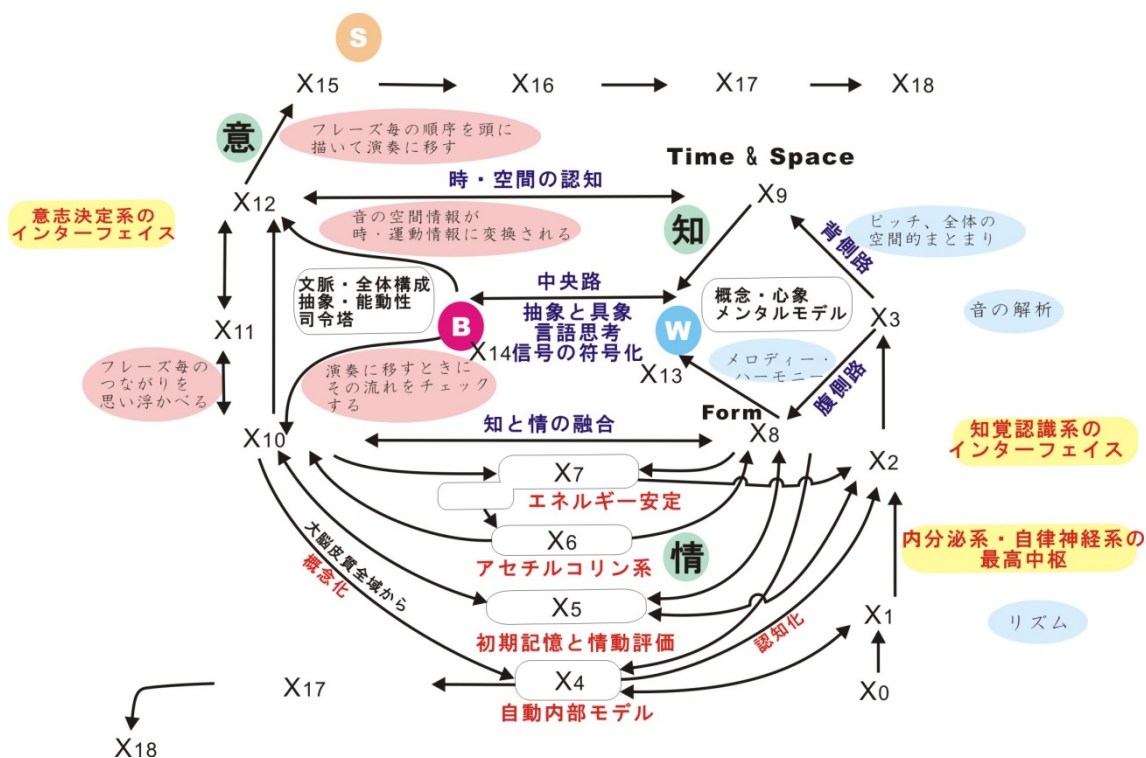 S
X15
X16
X17
X18
意
フレーズ毎の順序を頭に
描いて演奏に移す
Time & Space
X12
時・空間の認知
X9
意志決定系の
インターフェイス
音の空間情報が
時・運動情報に変換される
知
ピッチ、全体の
空間的まとまり
背側路
文脈・全体構成
抽象・能動性
司令塔
中央路
B
抽象と具象
言語思考
信号の符号化
W
概念・心象
メンタルモデル
X3
音の解析
X11
X14
X13
フレーズ毎の
つながりを
思い浮かべる
演奏に移すときに
その流れをチェック
する
メロディー・
ハーモニー
腹側路
Form
X10
知と情の融合
X8
X2
知覚認識系の
インターフェイス
X7
エネルギー安定
X6
アセチルコリン系
情
内分泌系・自律神経系の
最高中枢
大脳皮質全域から
概念化
X5
初期記憶と情動評価
認知化
X1
リズム
X17
X4
自動内部モデル
X0
X18